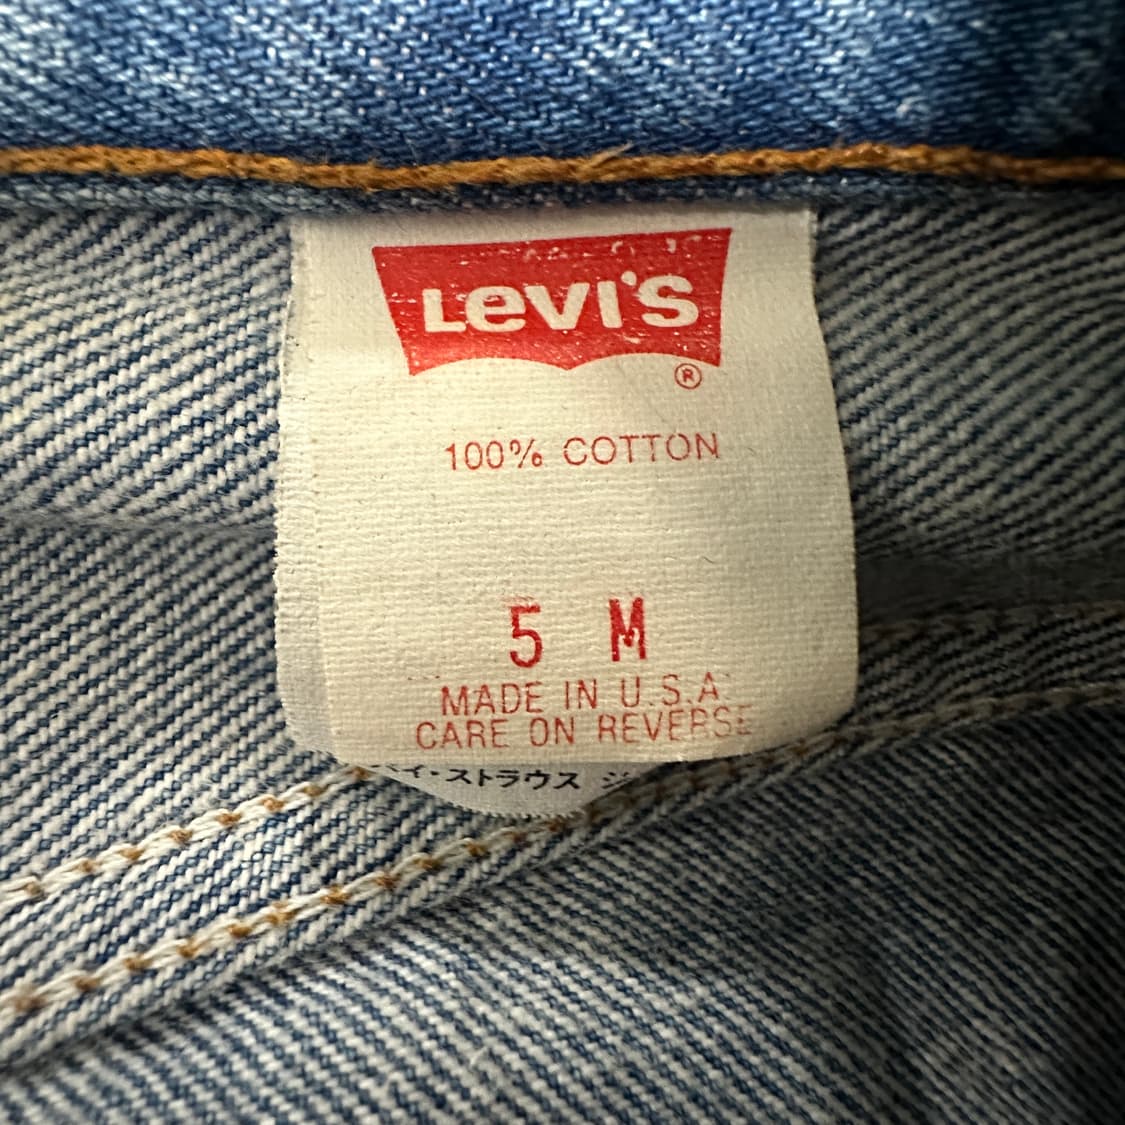 Levi's
®
100% COTTON
5 M
MADE IN U.S.A.
CARE ON REVERSE
イ・ストラウス